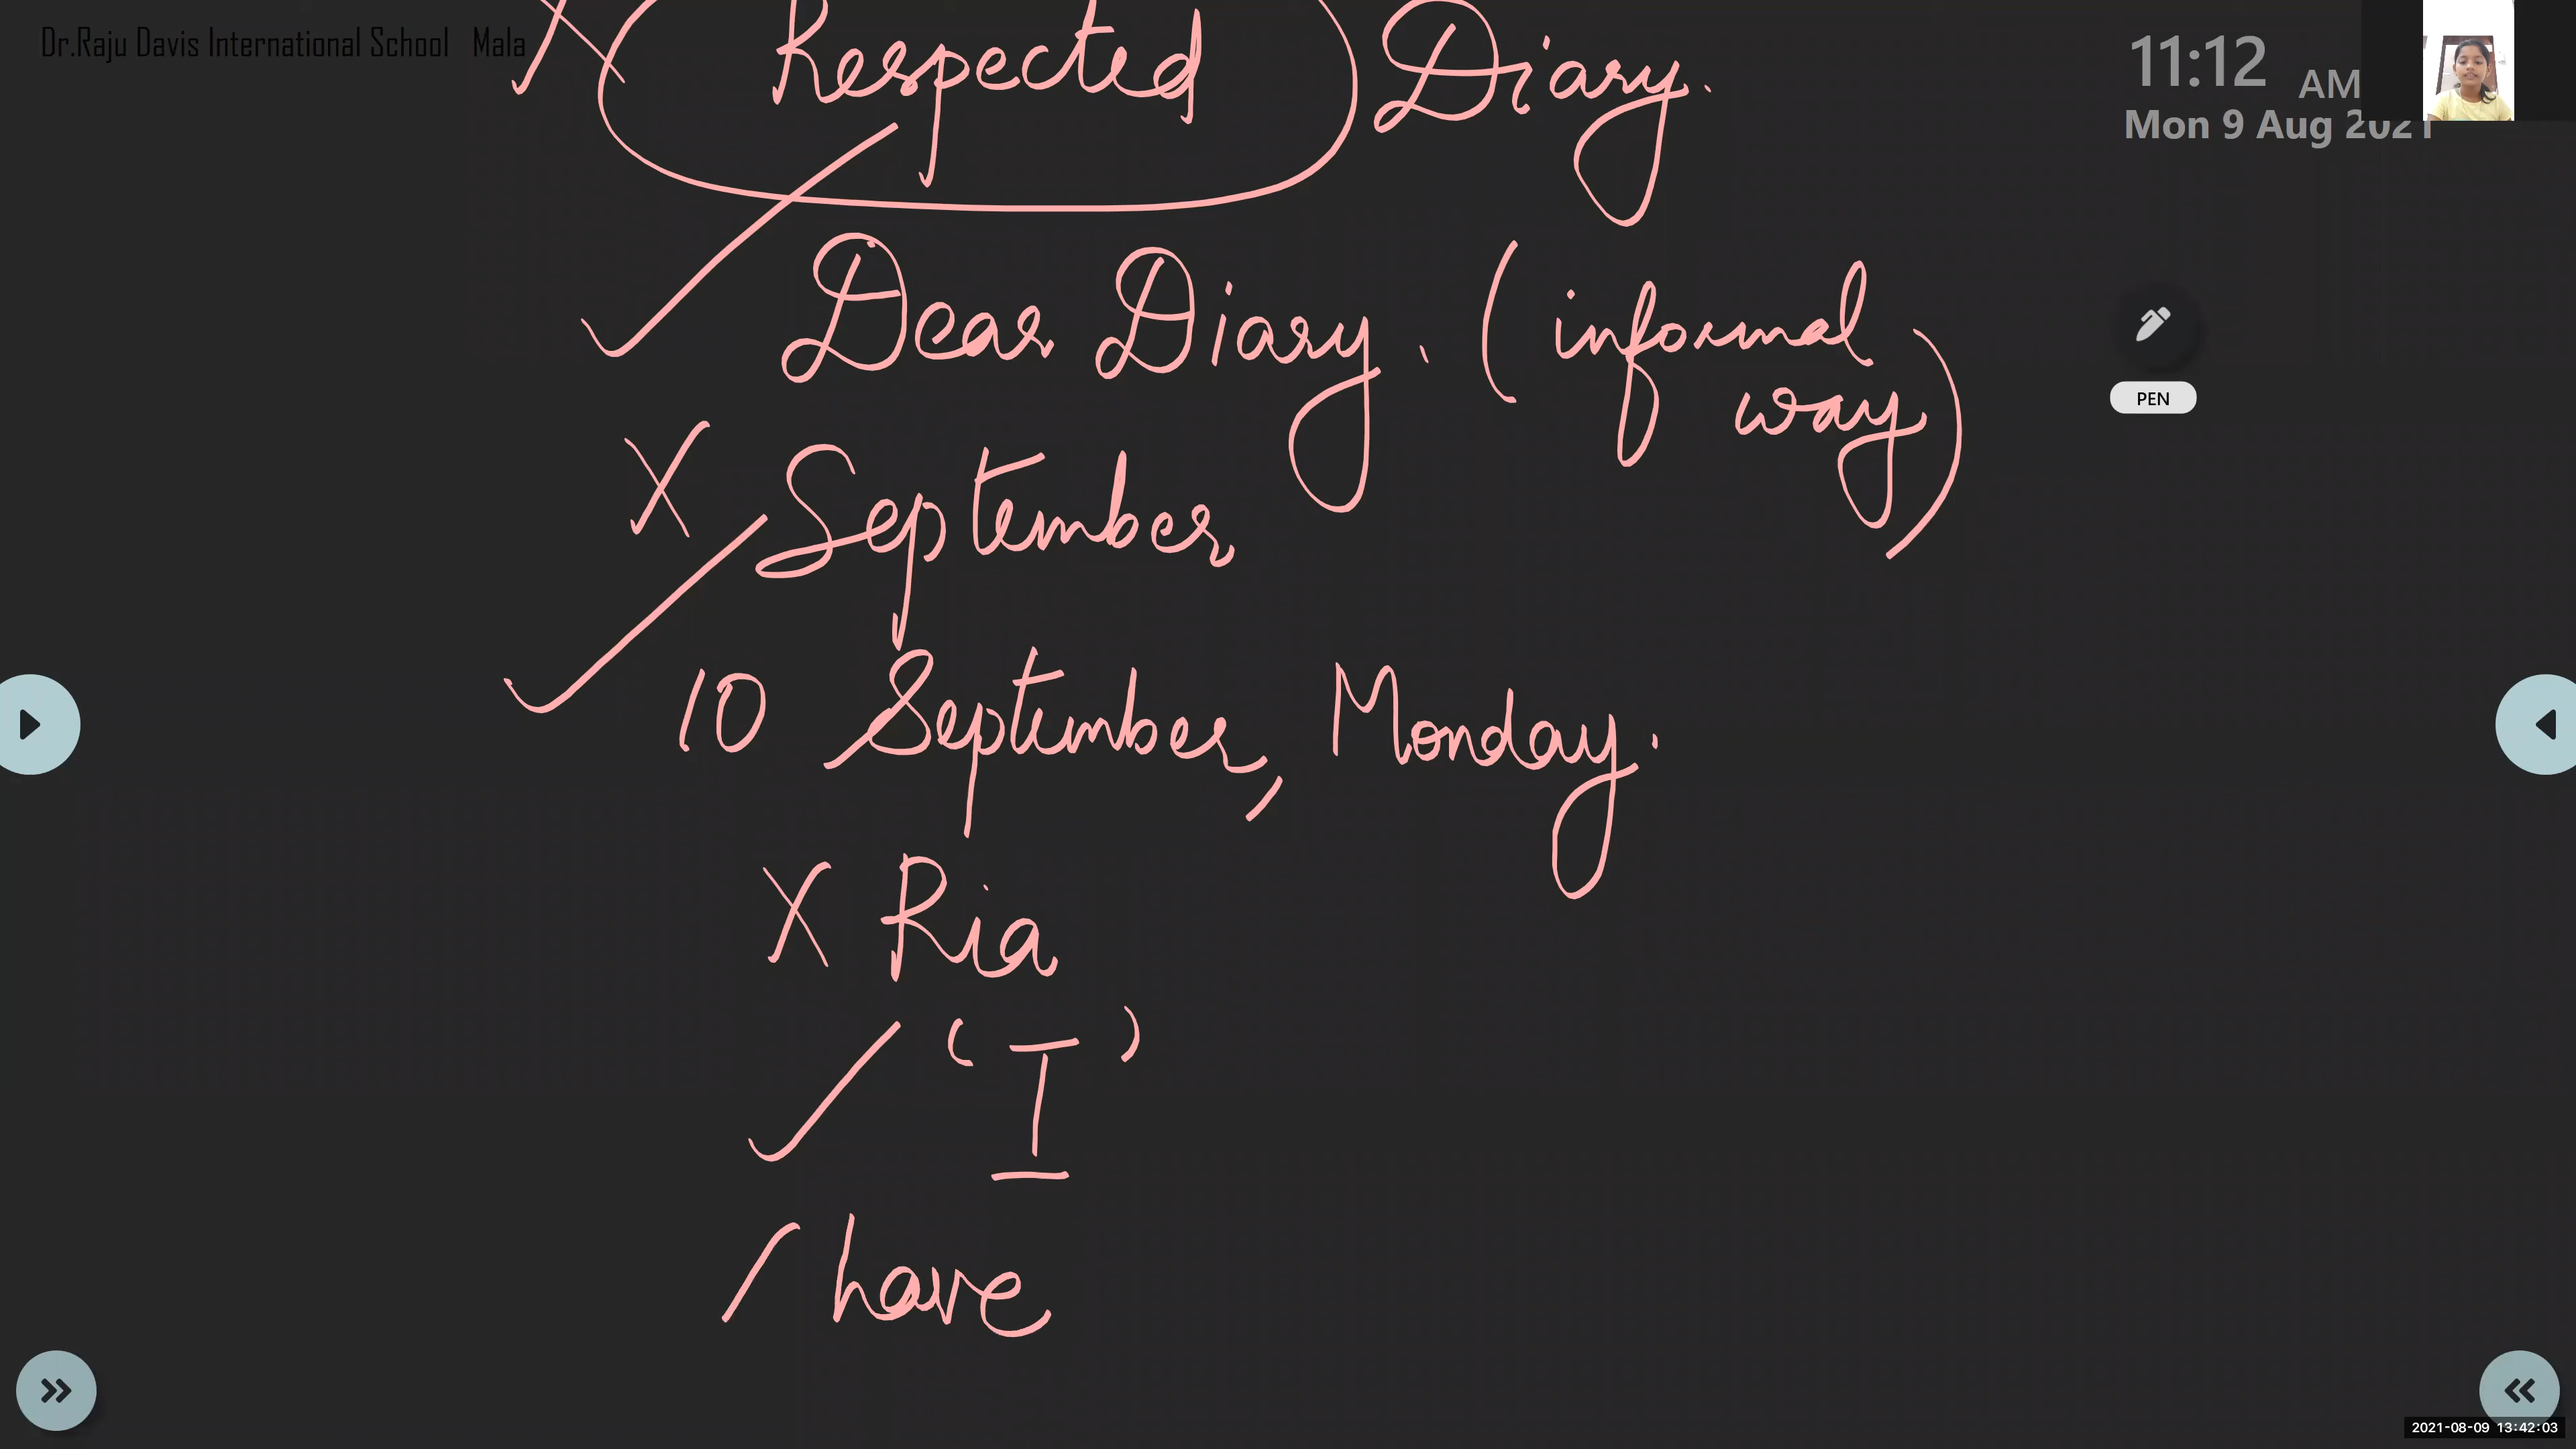 Dr.Raju Davis International School Mala
11:12 AM
Mon 9 Aug 2021
X Respected Diary.
Dear Diary. (informal
way)
PEN
X September
10 September, Monday.
X Ria
(I)
have
2021-08-09 13:42:03